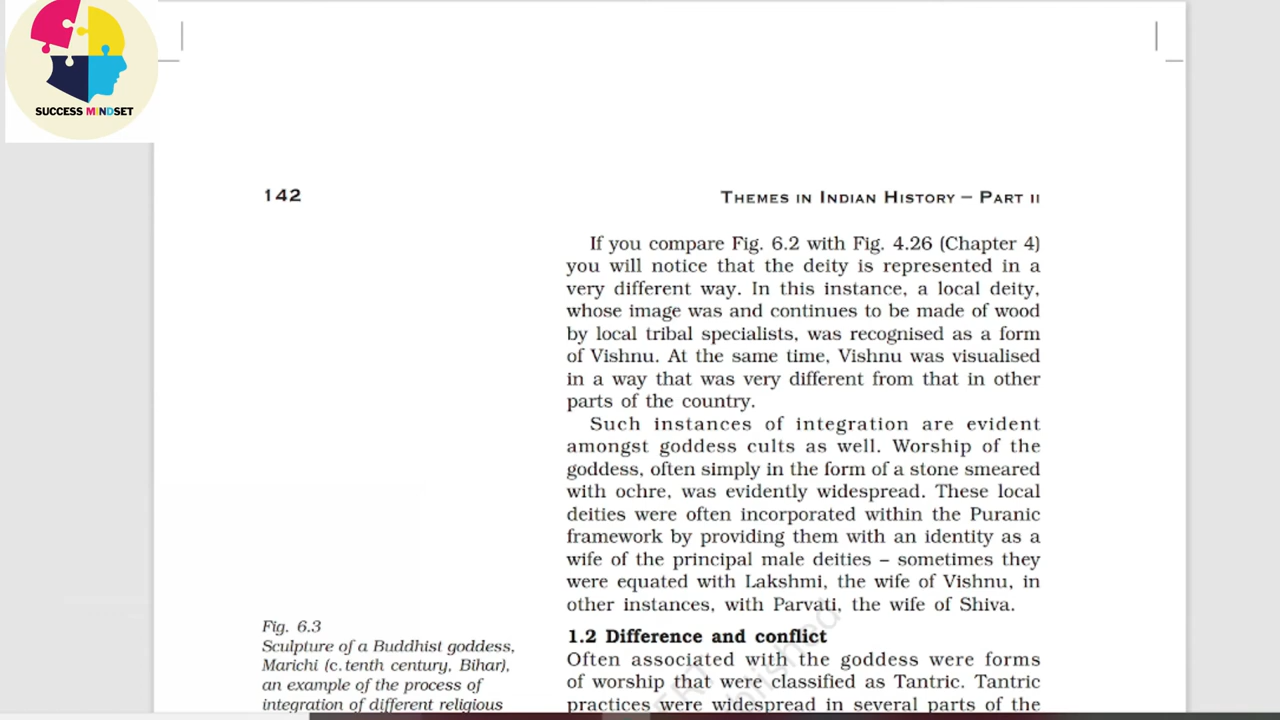 SUCCESS MINDSET
142
THEMES IN INDIAN HISTORY – PART II
If you compare Fig. 6.2 with Fig. 4.26 (Chapter 4)
you will notice that the deity is represented in a
very different way. In this instance, a local deity,
whose image was and continues to be made of wood
by local tribal specialists, was recognised as a form
of Vishnu. At the same time, Vishnu was visualised
in a way that was very different from that in other
parts of the country.
Such instances of integration are evident
amongst goddess cults as well. Worship of the
goddess, often simply in the form of a stone smeared
with ochre, was evidently widespread. These local
deities were often incorporated within the Puranic
framework by providing them with an identity as a
wife of the principal male deities – sometimes they
were equated with Lakshmi, the wife of Vishnu, in
other instances, with Parvati, the wife of Shiva.
Fig. 6.3
Sculpture of a Buddhist goddess,
Marichi (c. tenth century, Bihar),
an example of the process of
integration of different religious
1.2 Difference and conflict
Often associated with the goddess were forms
of worship that were classified as Tantric. Tantric
practices were widespread in several parts of the